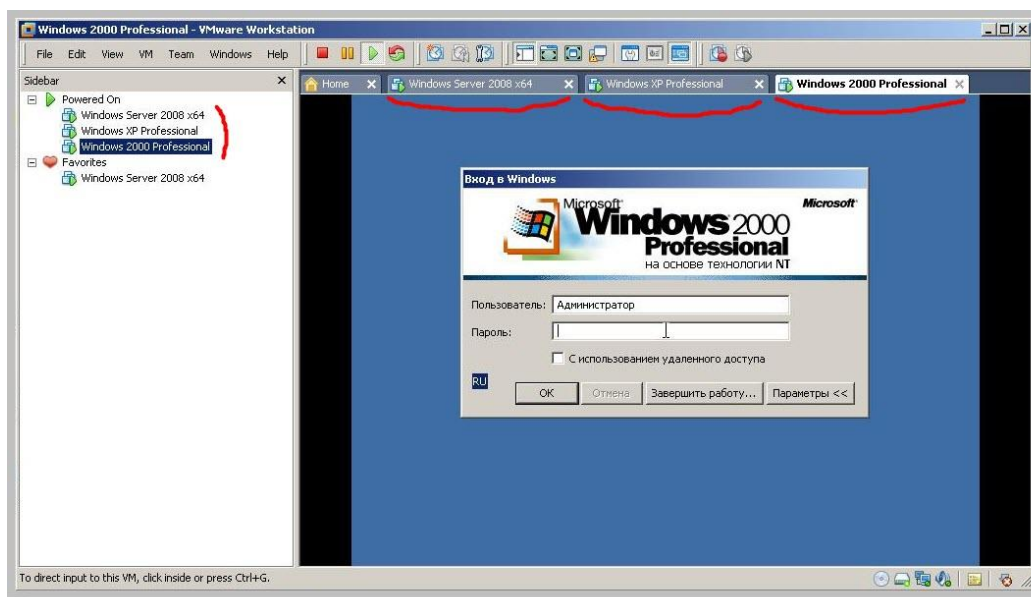 Windows 2000 Professional - VMware Workstation
File Edit View VM Team Windows Help
Sidebar
Home Windows Server 2008 x64 Windows XP Professional Windows 2000 Professional
Powered On
Windows Server 2008 x64
Windows XP Professional
Windows 2000 Professional
Favorites
Windows Server 2008 x64
Вход в Windows
Microsoft Microsoft
Windows 2000
Professional
на основе технологии NT
Пользователь: Администратор
Пароль:
С использованием удаленного доступа
RU
ОК Отмена Завершить работу... Параметры <<
To direct input to this VM, click inside or press Ctrl+G.